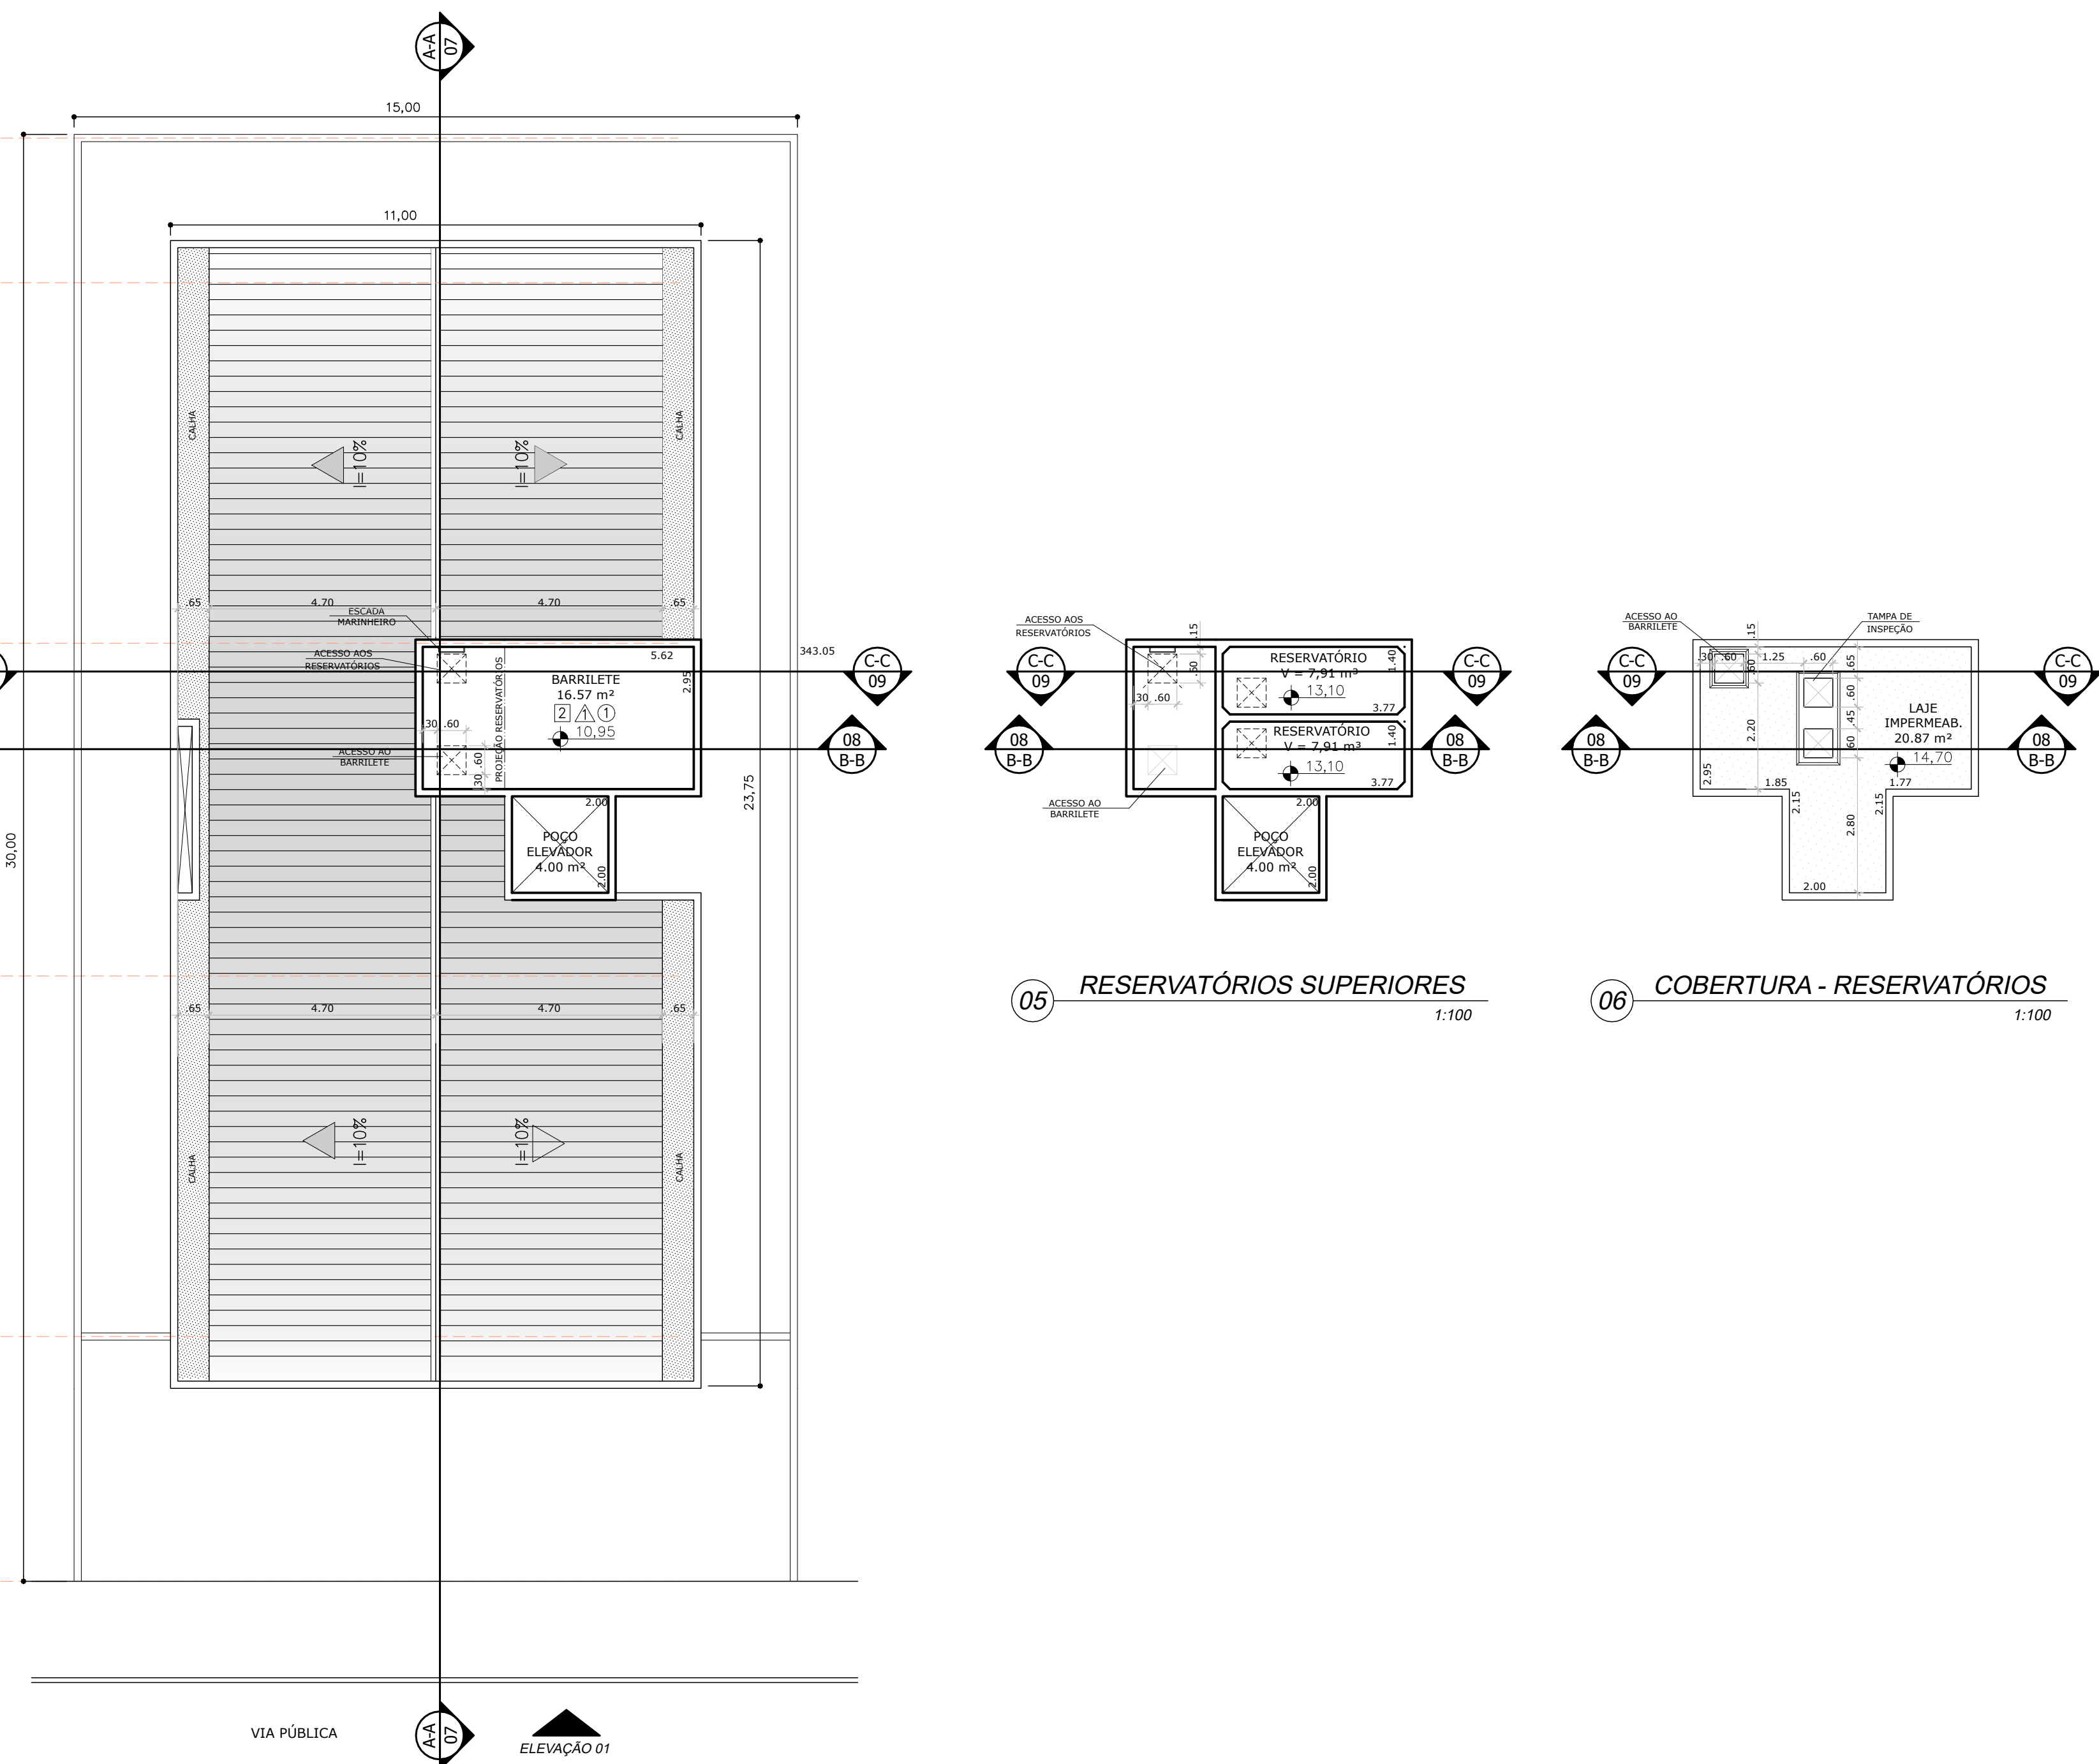 A-A
07
15,00
11,00
CALHA
CALHA
I=10%
I=10%
.65
4.70
4.70
.65
ESCADA
MARINHEIRO
ACESSO AOS
RESERVATÓRIOS
PROJEÇÃO RESERVATÓRIOS
5.62
2.95
BARRILETE
16.57 m²
2 1 1
10,95
.30 .60
.60
.30
ACESSO AO
BARRILETE
343.05
C-C
09
08
B-B
23,75
30,00
2.00
POÇO
ELEVADOR
4.00 m²
2.00
.65
4.70
4.70
.65
I=10%
I=10%
CALHA
CALHA
VIA PÚBLICA
A-A
07
ELEVAÇÃO 01
ACESSO AOS
RESERVATÓRIOS
.15
.60
.30 .60
C-C
09
RESERVATÓRIO
V = 7,91 m³
13,10
1.40
3.77
C-C
09
08
B-B
RESERVATÓRIO
V = 7,91 m³
13,10
1.40
3.77
08
B-B
ACESSO AO
BARRILETE
2.00
POÇO
ELEVADOR
4.00 m²
2.00
05
RESERVATÓRIOS SUPERIORES
1:100
ACESSO AO
BARRILETE
TAMPA DE
INSPEÇÃO
.15
.30 .60
1.25
.60
.65
.60
.60
.45
.60
2.20
C-C
09
C-C
09
LAJE
IMPERMEAB.
20.87 m²
14,70
08
B-B
08
B-B
2.95
1.85
1.77
2.15
2.15
2.80
2.00
06
COBERTURA - RESERVATÓRIOS
1:100